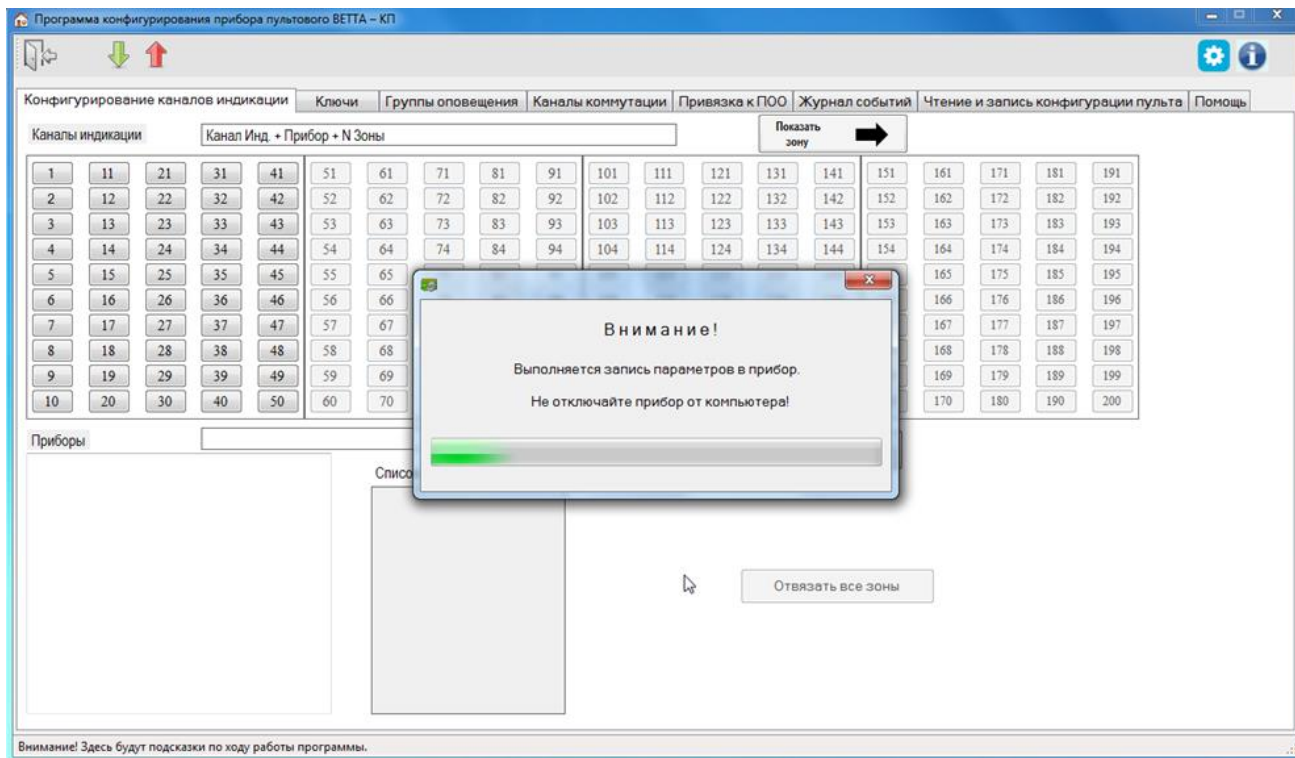 Программа конфигурирования прибора пультового ВЕТТА – КП
Конфигурирование каналов индикации Ключи Группы оповещения Каналы коммутации Привязка к ПОО Журнал событий Чтение и запись конфигурации пульта Помощь
Каналы индикации Канал Инд. + Прибор + N Зоны Показать зону
1 11 21 31 41 51 61 71 81 91 101 111 121 131 141 151 161 171 181 191
2 12 22 32 42 52 62 72 82 92 102 112 122 132 142 152 162 172 182 192
3 13 23 33 43 53 63 73 83 93 103 113 123 133 143 153 163 173 183 193
4 14 24 34 44 54 64 74 84 94 104 114 124 134 144 154 164 174 184 194
5 15 25 35 45 55 65 165 175 185 195
6 16 26 36 46 56 66 166 176 186 196
7 17 27 37 47 57 67 167 177 187 197
8 18 28 38 48 58 68 168 178 188 198
9 19 29 39 49 59 69 169 179 189 199
10 20 30 40 50 60 70 170 180 190 200
Внимание!
Выполняется запись параметров в прибор.
Не отключайте прибор от компьютера!
Приборы
Списо
Отвязать все зоны
Внимание! Здесь будут подсказки по ходу работы программы.